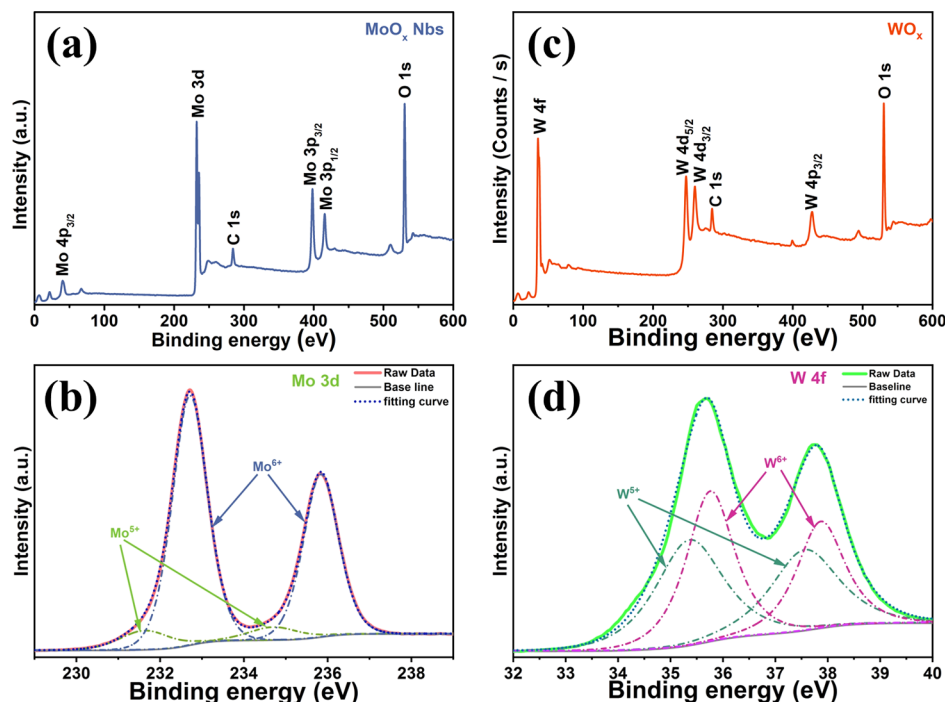 (a)
MoOₓ Nbs
Mo 4p₃/₂
Mo 3d
C 1s
Mo 3p₃/₂
Mo 3p₁/₂
O 1s
Intensity (a.u.)
0 100 200 300 400 500 600
Binding energy (eV)
(c)
WOₓ
W 4f
W 4d₅/₂
W 4d₃/₂
C 1s
W 4p₃/₂
O 1s
Intensity (Counts / s)
0 100 200 300 400 500 600
Binding energy (eV)
(b)
Mo 3d
Raw Data
Base line
fitting curve
Mo⁶⁺
Mo⁵⁺
Intensity (a.u.)
230 232 234 236 238
Binding energy (eV)
(d)
W 4f
Raw Data
Baseline
fitting curve
W⁶⁺
W⁵⁺
Intensity (a.u.)
32 33 34 35 36 37 38 39 40
Binding energy (eV)